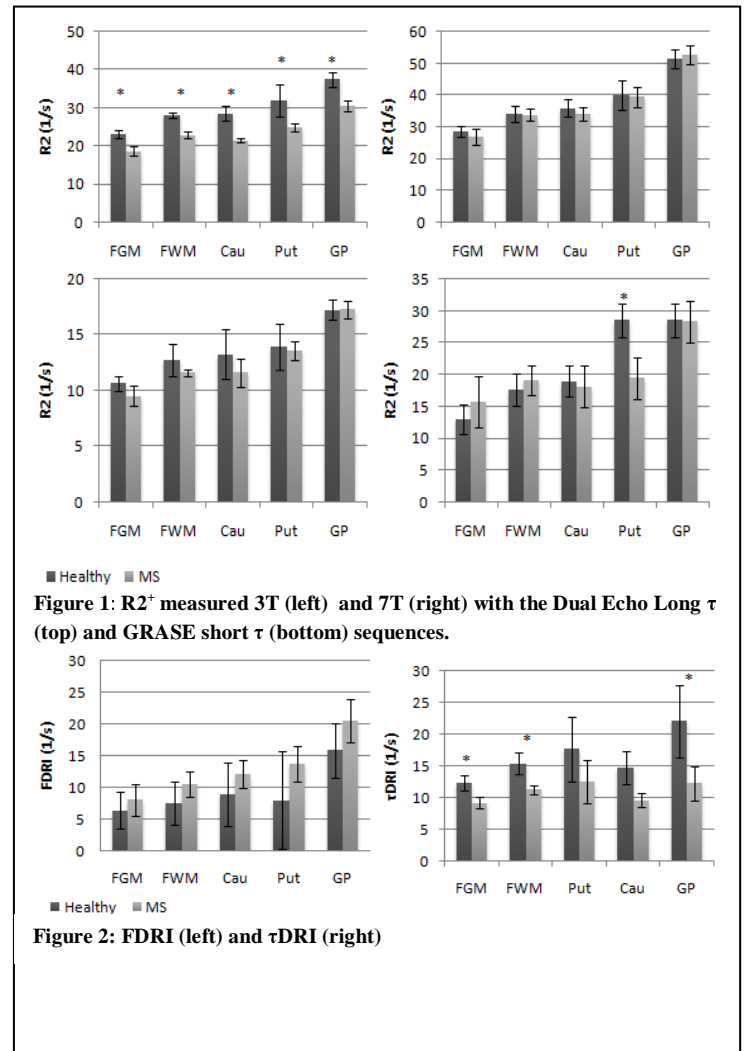 50
40
30
20
10
0
R2 (1/s)
* * * * *
FGM FWM Cau Put GP
60
50
40
30
20
10
0
R2 (1/s)
FGM FWM Cau Put GP
20
15
10
5
0
R2 (1/s)
FGM FWM Cau Put GP
35
30
25
20
15
10
5
0
R2 (1/s)
*
FGM FWM Cau Put GP
Healthy MS
Figure 1: R2⁺ measured 3T (left) and 7T (right) with the Dual Echo Long τ
(top) and GRASE short τ (bottom) sequences.
30
25
20
15
10
5
0
FDRI (1/s)
FGM FWM Cau Put GP
30
25
20
15
10
5
0
τDRI (1/s)
* * *
FGM FWM Put Cau GP
Healthy MS
Figure 2: FDRI (left) and τDRI (right)